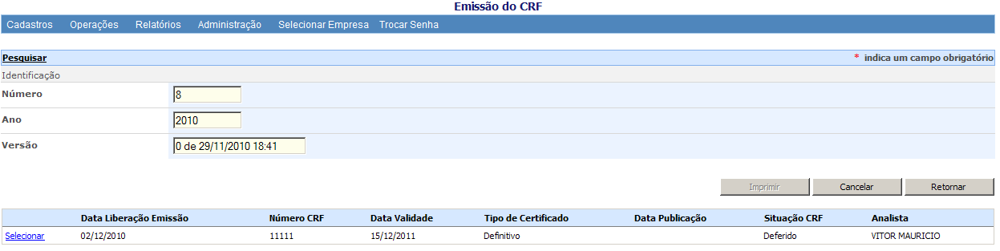 Emissão do CRF
Cadastros Operações Relatórios Administração Selecionar Empresa Trocar Senha
Pesquisar * indica um campo obrigatório
Identificação
Número 8
Ano 2010
Versão 0 de 29/11/2010 18:41
Imprimir Cancelar Retornar
Data Liberação Emissão Número CRF Data Validade Tipo de Certificado Data Publicação Situação CRF Analista
Selecionar 02/12/2010 11111 15/12/2011 Definitivo Deferido VITOR MAURICIO